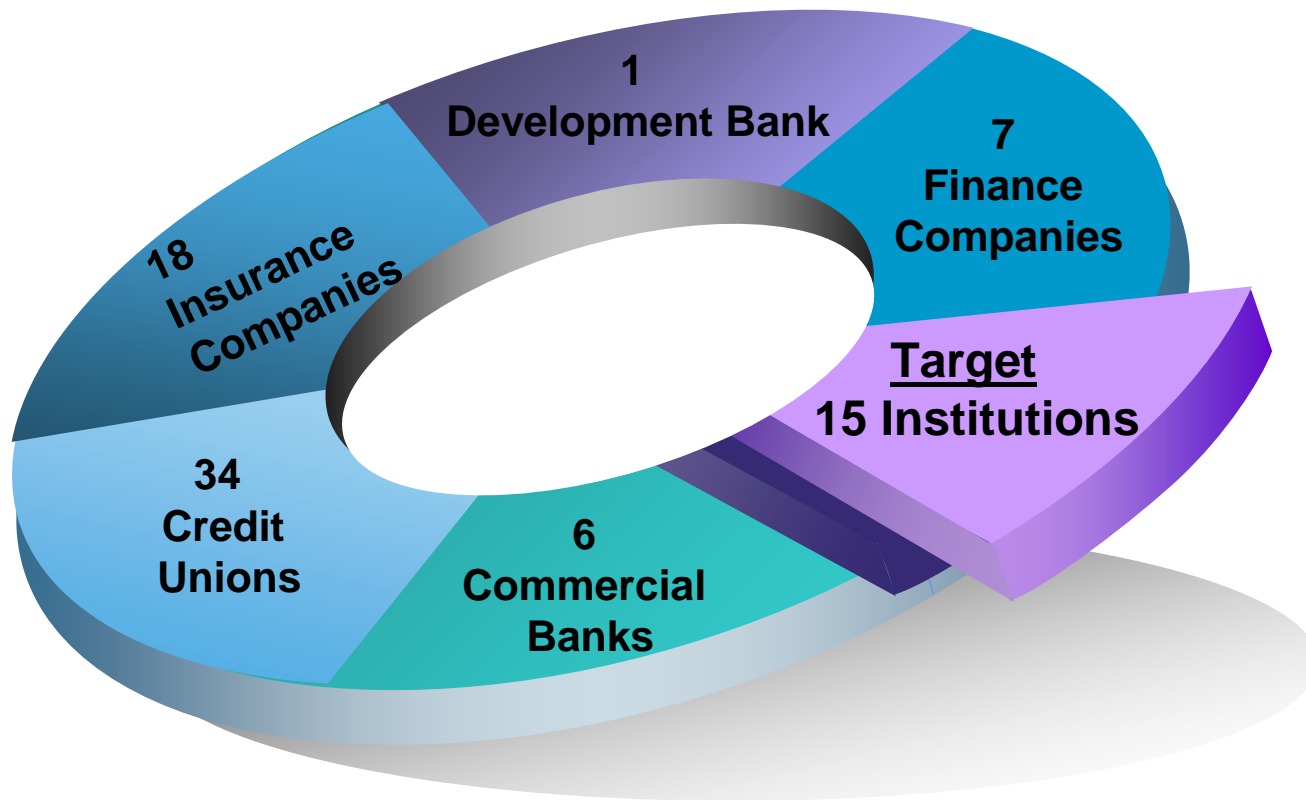 1
Development Bank
7
Finance
Companies
18
Insurance
Companies
Target
15 Institutions
34
Credit
Unions
6
Commercial
Banks